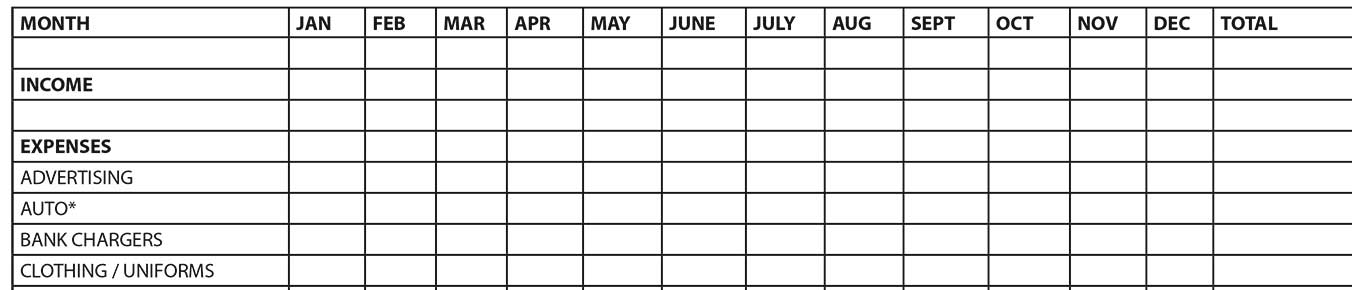 MONTH JAN FEB MAR APR MAY JUNE JULY AUG SEPT OCT NOV DEC TOTAL
INCOME
EXPENSES
ADVERTISING
AUTO*
BANK CHARGERS
CLOTHING / UNIFORMS